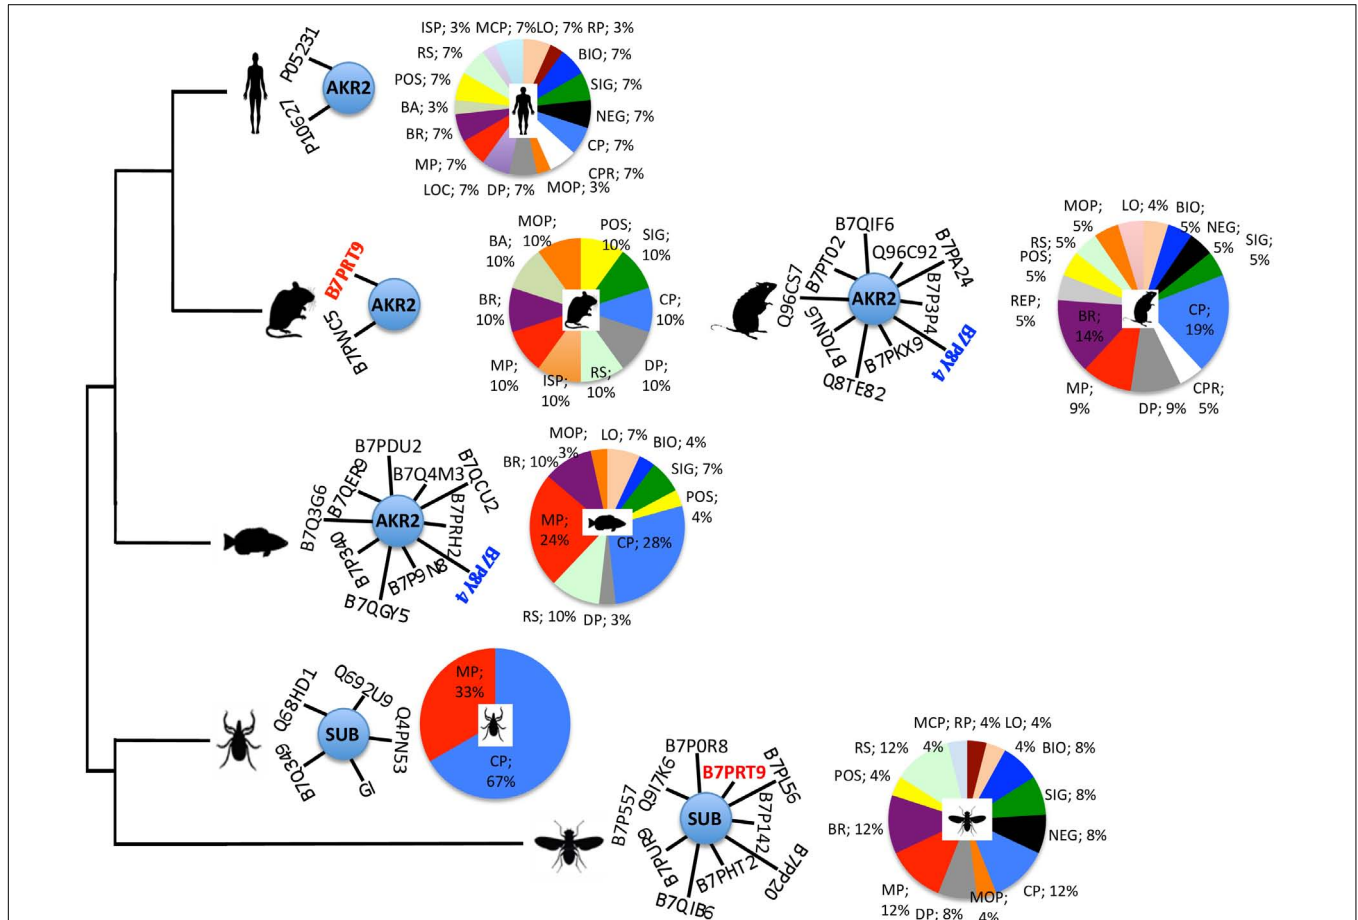 ISP; 3% MCP; 7% LO; 7% RP; 3%
RS; 7%
BIO; 7%
POS; 7%
SIG; 7%
BA; 3%
NEG; 7%
BR; 7%
CP; 7%
MP; 7%
CPR; 7%
LOC; 7% DP; 7% MOP; 3%
P05231
AKR2
P10627
B7PRT9
AKR2
B7PWC5
MOP;
10%
POS;
10%
SIG;
10%
BA;
10%
BR;
10%
CP;
10%
MP;
10%
ISP;
10%
RS;
10%
DP;
10%
B7QIF6
Q96C92
B7PA24
B7PT02
Q96CS7
AKR2
B7P3P4
B7QNL5
B7PKX9
B7P8Y4
Q8TE82
MOP;
5%
LO; 4%
BIO;
5%
NEG;
5%
SIG;
5%
RS; 5%
POS;
5%
REP;
5%
BR;
14%
CP;
19%
MP;
9%
DP; 9%
CPR;
5%
B7PDU2
B7Q4M3
B7QCU2
B7QER9
B7Q3G6
AKR2
B7PRH2
B7P340
B7P9N8
B7P8Y4
B7QGY5
MOP;
3%
LO; 7%
BIO; 4%
BR; 10%
SIG; 7%
POS;
4%
MP;
24%
CP; 28%
RS; 10%
DP; 3%
Q692U9
Q68HD1
SUB
Q4PN53
B7Q349
Q
MP;
33%
CP;
67%
B7P0R8
B7PRT9
B7PL56
Q9I7K6
B7P557
SUB
B7P142
B7PUR9
B7PHT2
B7PP20
B7QIB6
MCP;
4%
RP; 4%
LO; 4%
4%
RS; 12%
BIO; 8%
POS; 4%
SIG; 8%
BR; 12%
NEG; 8%
MP;
12%
CP; 12%
DP; 8%
MOP;
4%